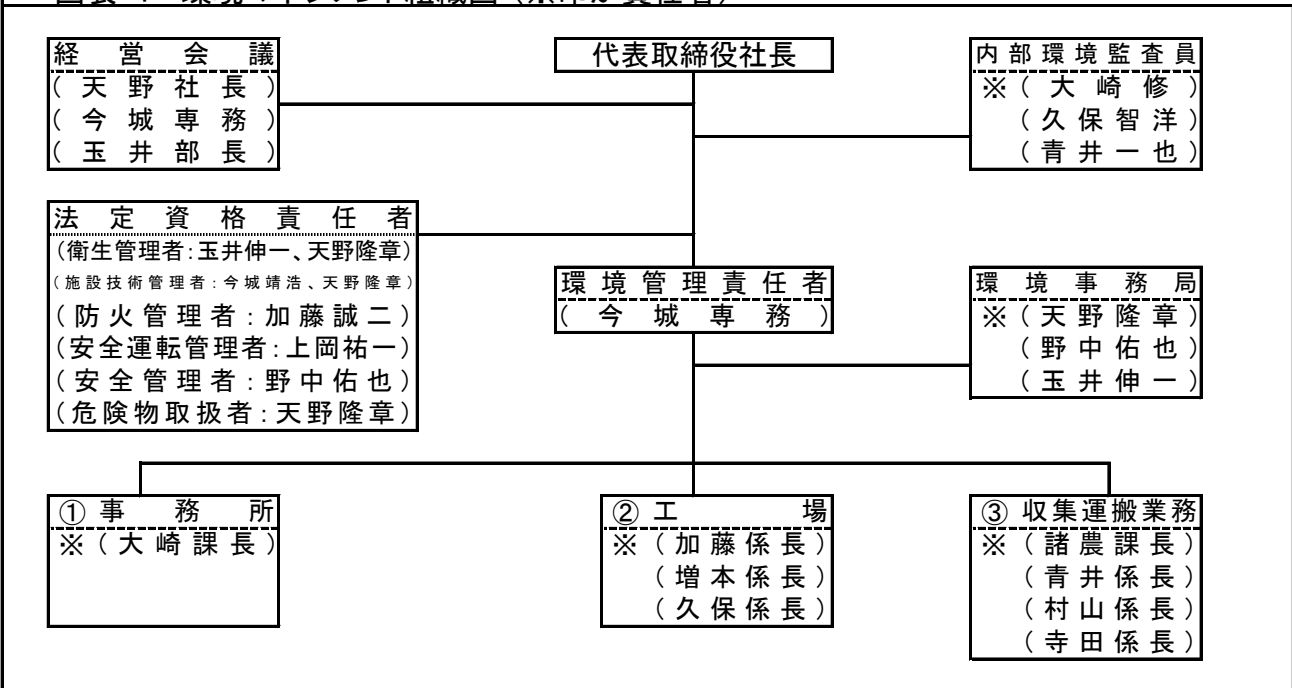 経営会議
(天野社長)
(今城専務)
(玉井部長)
代表取締役社長
内部環境監査員
※(大崎修)
(久保智洋)
(青井一也)
法定資格責任者
(衛生管理者:玉井伸一、天野隆章)
(施設技術管理者:今城靖浩、天野隆章)
(防火管理者:加藤誠二)
(安全運転管理者:上岡祐一)
(安全管理者:野中佑也)
(危険物取扱者:天野隆章)
環境管理責任者
(今城専務)
環境事務局
※(天野隆章)
(野中佑也)
(玉井伸一)
①事務所
※(大崎課長)
②工場
※(加藤係長)
(増本係長)
(久保係長)
③収集運搬業務
※(諸農課長)
(青井係長)
(村山係長)
(寺田係長)